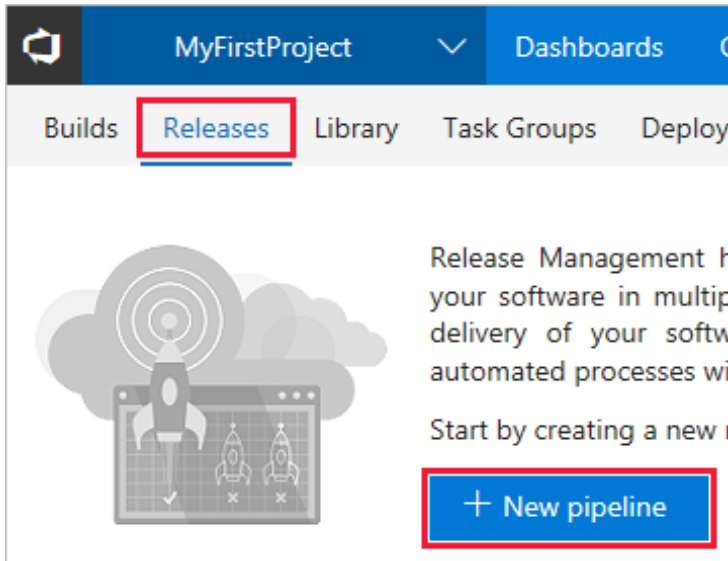 MyFirstProject Dashboards
Builds Releases Library Task Groups Deploy
Release Management
your software in
delivery of your
automated processes
Start by creating a new
+ New pipeline